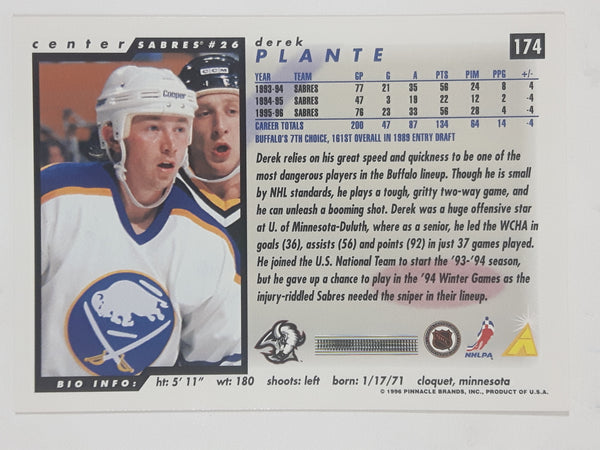 center SABRES #26
derek
PLANTE
174
YEAR TEAM GP G A PTS PIM PPG +/-
1993-94 SABRES 77 21 35 56 24 8 4
1994-95 SABRES 47 3 19 22 12 2 -4
1995-96 SABRES 76 23 33 56 28 4 -4
CAREER TOTALS 200 47 87 134 64 14 -4
BUFFALO'S 7TH CHOICE, 161ST OVERALL IN 1989 ENTRY DRAFT
Derek relies on his great speed and quickness to be one of the
most dangerous players in the Buffalo lineup. Though he is small
by NHL standards, he plays a tough, gritty two-way game, and
he can unleash a booming shot. Derek was a huge offensive star
at U. of Minnesota-Duluth, where as a senior, he led the WCHA in
goals (36), assists (56) and points (92) in just 37 games played.
He joined the U.S. National Team to start the '93-'94 season,
but he gave up a chance to play in the '94 Winter Games as the
injury-riddled Sabres needed the sniper in their lineup.
Cooper
CCM
NHLPA
BIO INFO: ht: 5' 11" wt: 180 shoots: left born: 1/17/71 cloquet, minnesota
© 1996 PINNACLE BRANDS, INC., PRODUCT OF U.S.A.